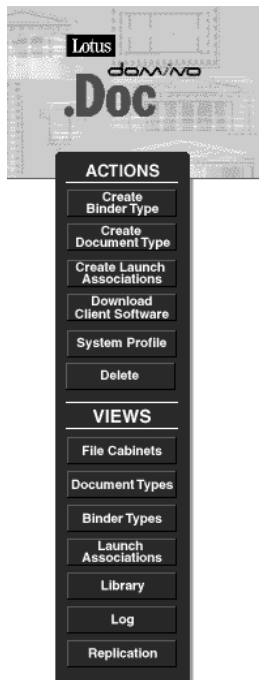 Lotus
domino
.Doc
ACTIONS
Create
Binder Type
Create
Document Type
Create Launch
Associations
Download
Client Software
System Profile
Delete
VIEWS
File Cabinets
Document Types
Binder Types
Launch
Associations
Library
Log
Replication